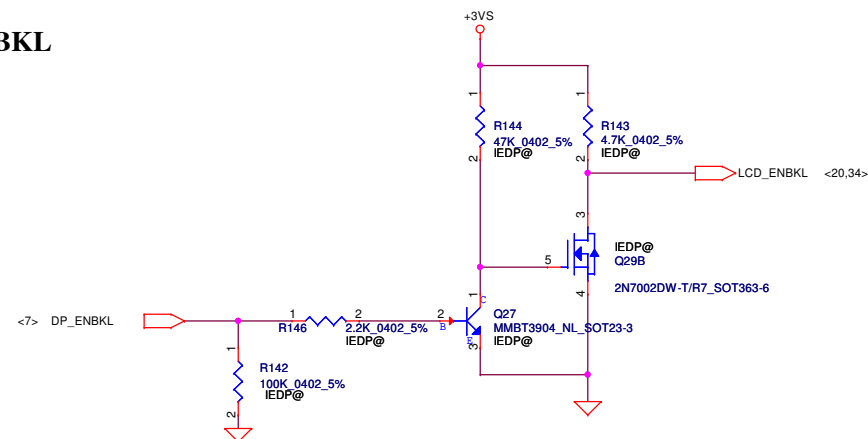 +3VS
BKL
1
1
R144
47K_0402_5%
IEDP@
2
R143
4.7K_0402_5%
IEDP@
2
LCD_ENBKL <20,34>
3
IEDP@
Q29B
5
2N7002DW-T/R7_SOT363-6
4
1
C
Q27
MMBT3904_NL_SOT23-3
IEDP@
2
B
E
3
<7> DP_ENBKL
1
R146
2
2.2K_0402_5%
IEDP@
1
R142
100K_0402_5%
IEDP@
2